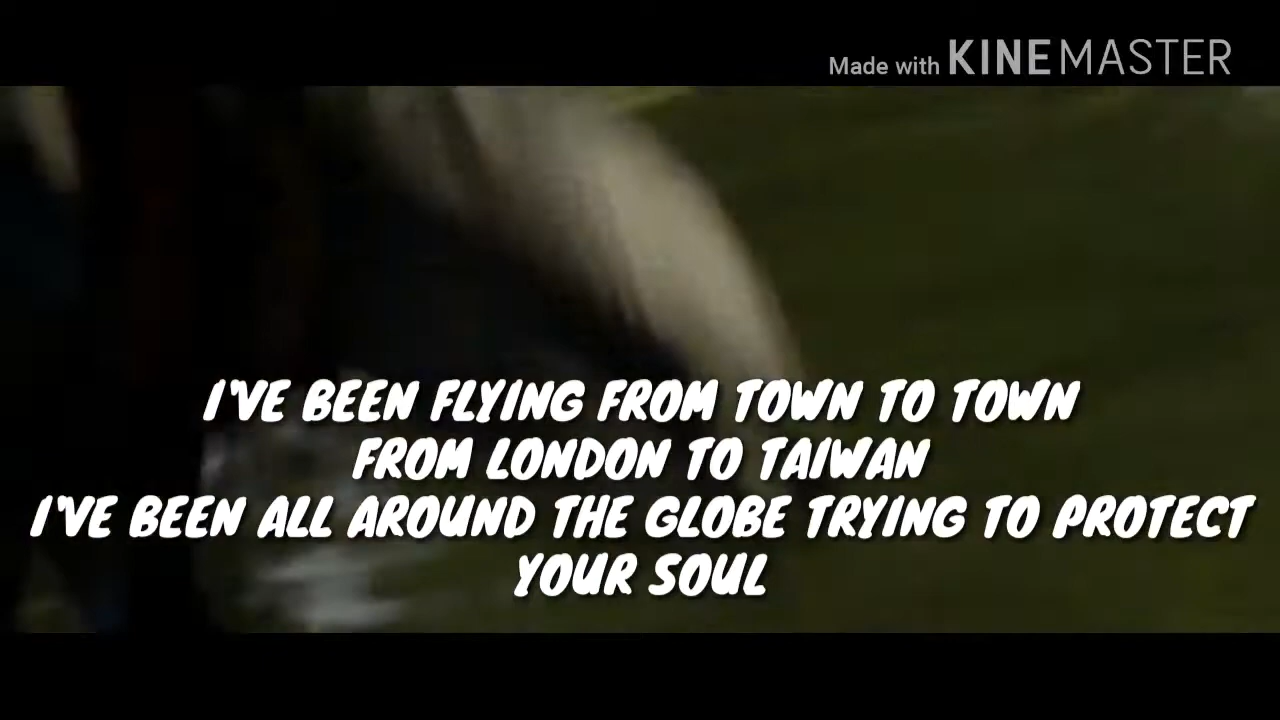 Made with KINEMASTER
I'VE BEEN FLYING FROM TOWN TO TOWN
FROM LONDON TO TAIWAN
I'VE BEEN ALL AROUND THE GLOBE TRYING TO PROTECT
YOUR SOUL